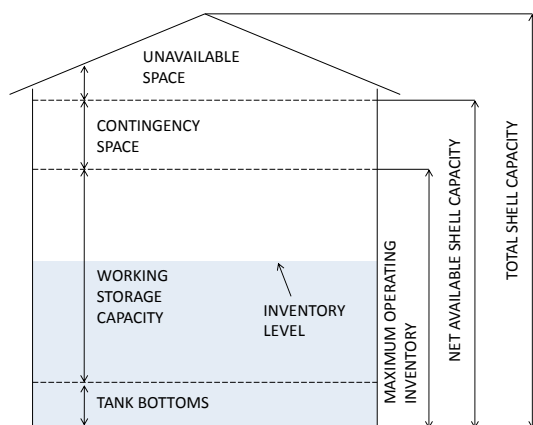 UNAVAILABLE
SPACE
CONTINGENCY
SPACE
WORKING
STORAGE
CAPACITY
INVENTORY
LEVEL
TANK BOTTOMS
MAXIMUM OPERATING
INVENTORY
NET AVAILABLE SHELL CAPACITY
TOTAL SHELL CAPACITY